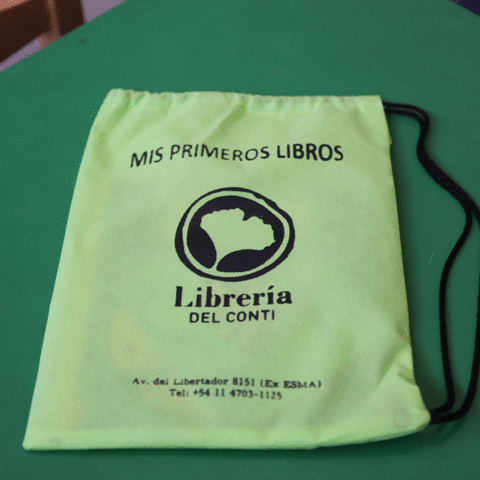 MIS PRIMEROS LIBROS
Librería
DEL CONTI
Av. del Libertador 8151 (Ex ESMA)
Tel: +54 11 4703-1125